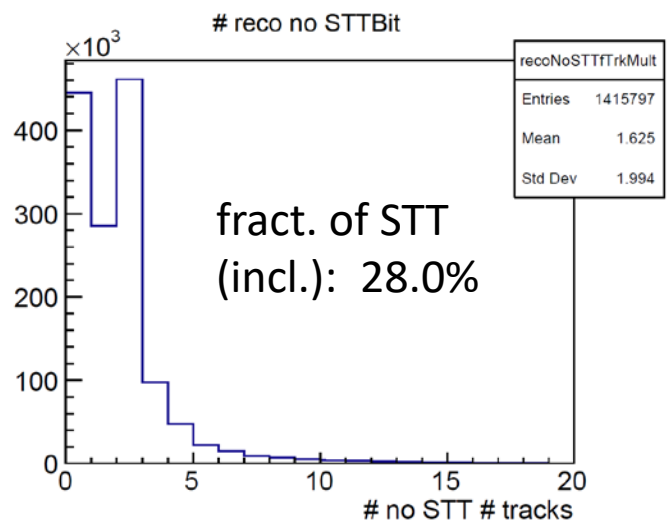 # reco no STTBit
×10³
recoNoSTTfTrkMult
Entries 1415797
Mean 1.625
Std Dev 1.994
400
300
200
100
0
fract. of STT
(incl.): 28.0%
0 5 10 15 20
# no STT # tracks